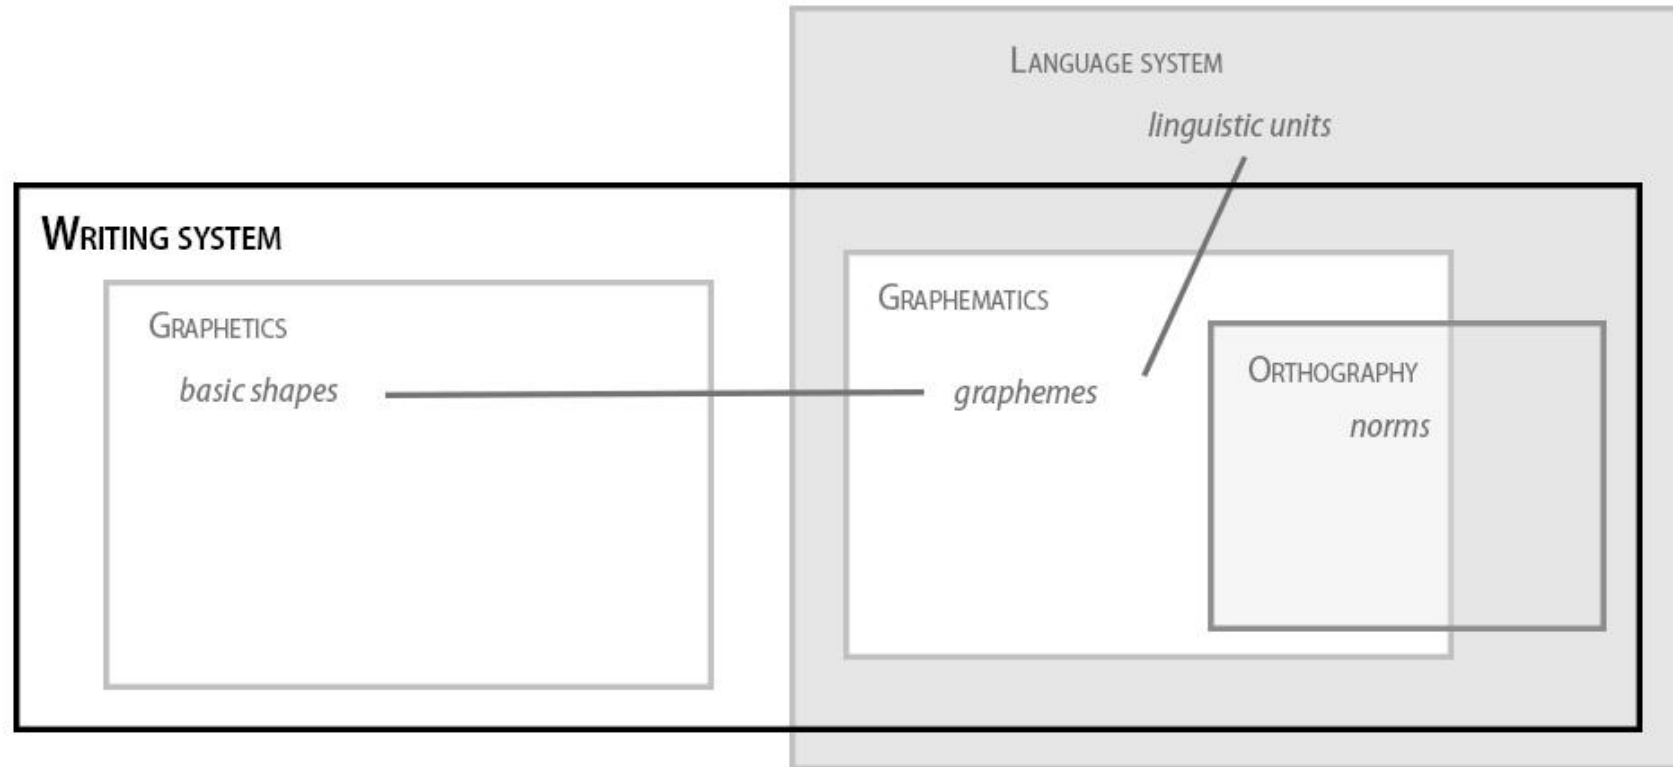 LANGUAGE SYSTEM
linguistic units
WRITING SYSTEM
GRAPHETICS
basic shapes
GRAPHEMATICS
graphemes
ORTHOGRAPHY
norms